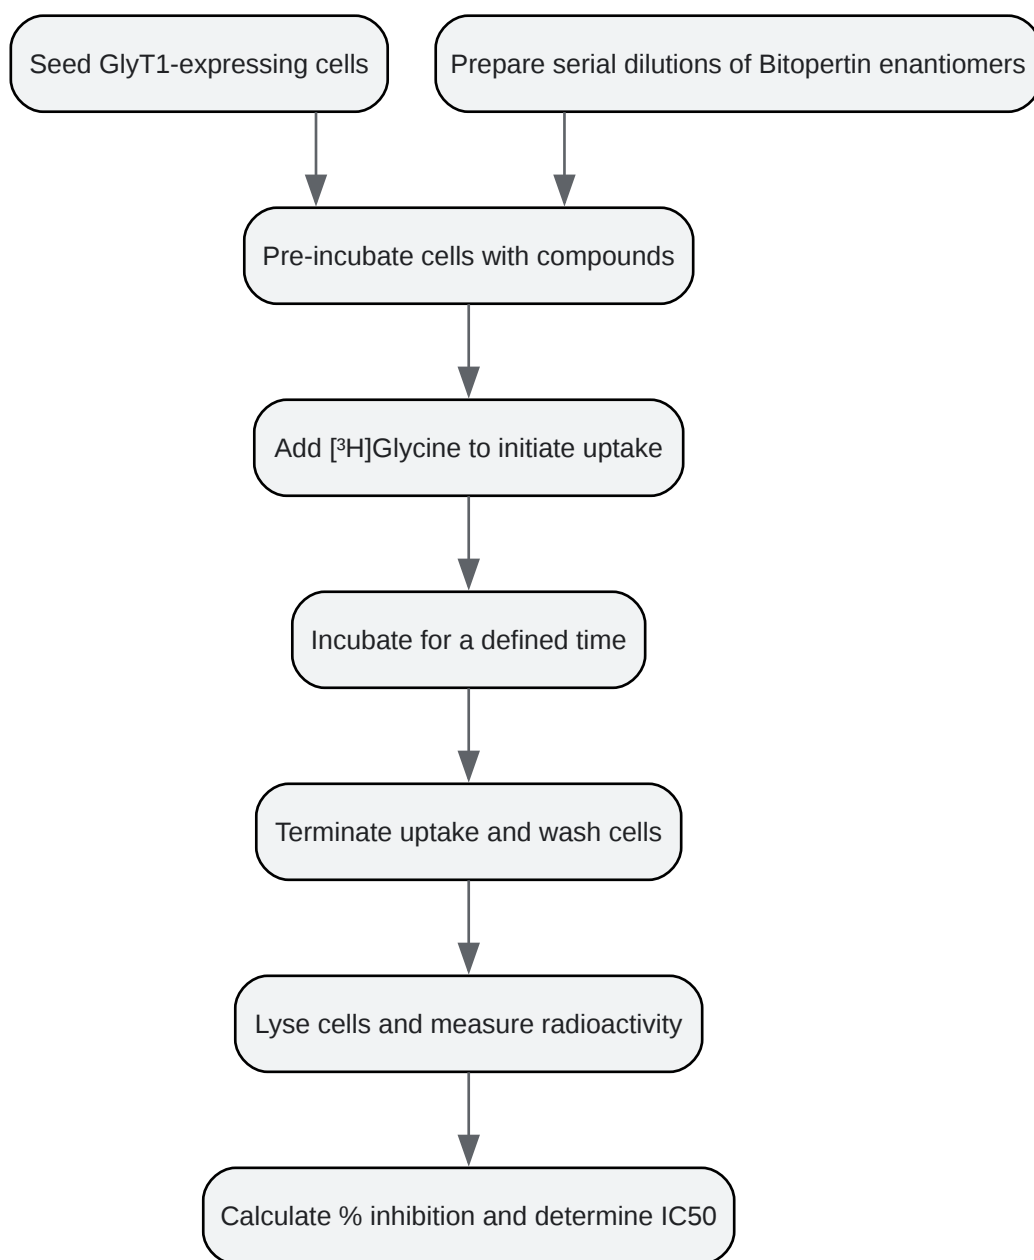 Seed GlyT1-expressing cells
Prepare serial dilutions of Bitopertin enantiomers
Pre-incubate cells with compounds
Add [³H]Glycine to initiate uptake
Incubate for a defined time
Terminate uptake and wash cells
Lyse cells and measure radioactivity
Calculate % inhibition and determine IC50